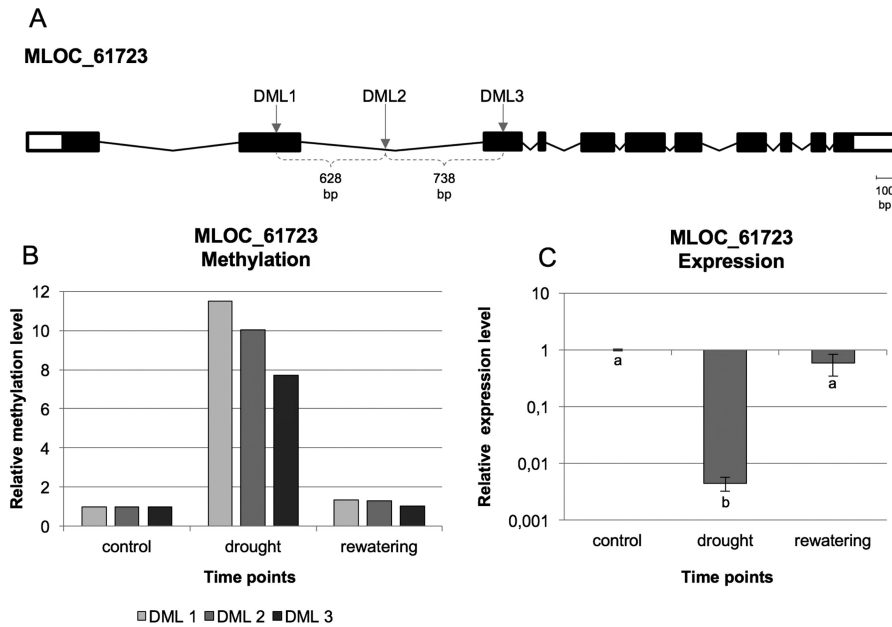 A
MLOC_61723
DML1 DML2 DML3
628
bp
738
bp
100
bp
B
MLOC_61723
Methylation
Relative methylation level
12
10
8
6
4
2
0
control drought rewatering
Time points
DML 1 DML 2 DML 3
C
MLOC_61723
Expression
Relative expression level
10
1
0,1
0,01
0,001
a
b
a
control drought rewatering
Time points